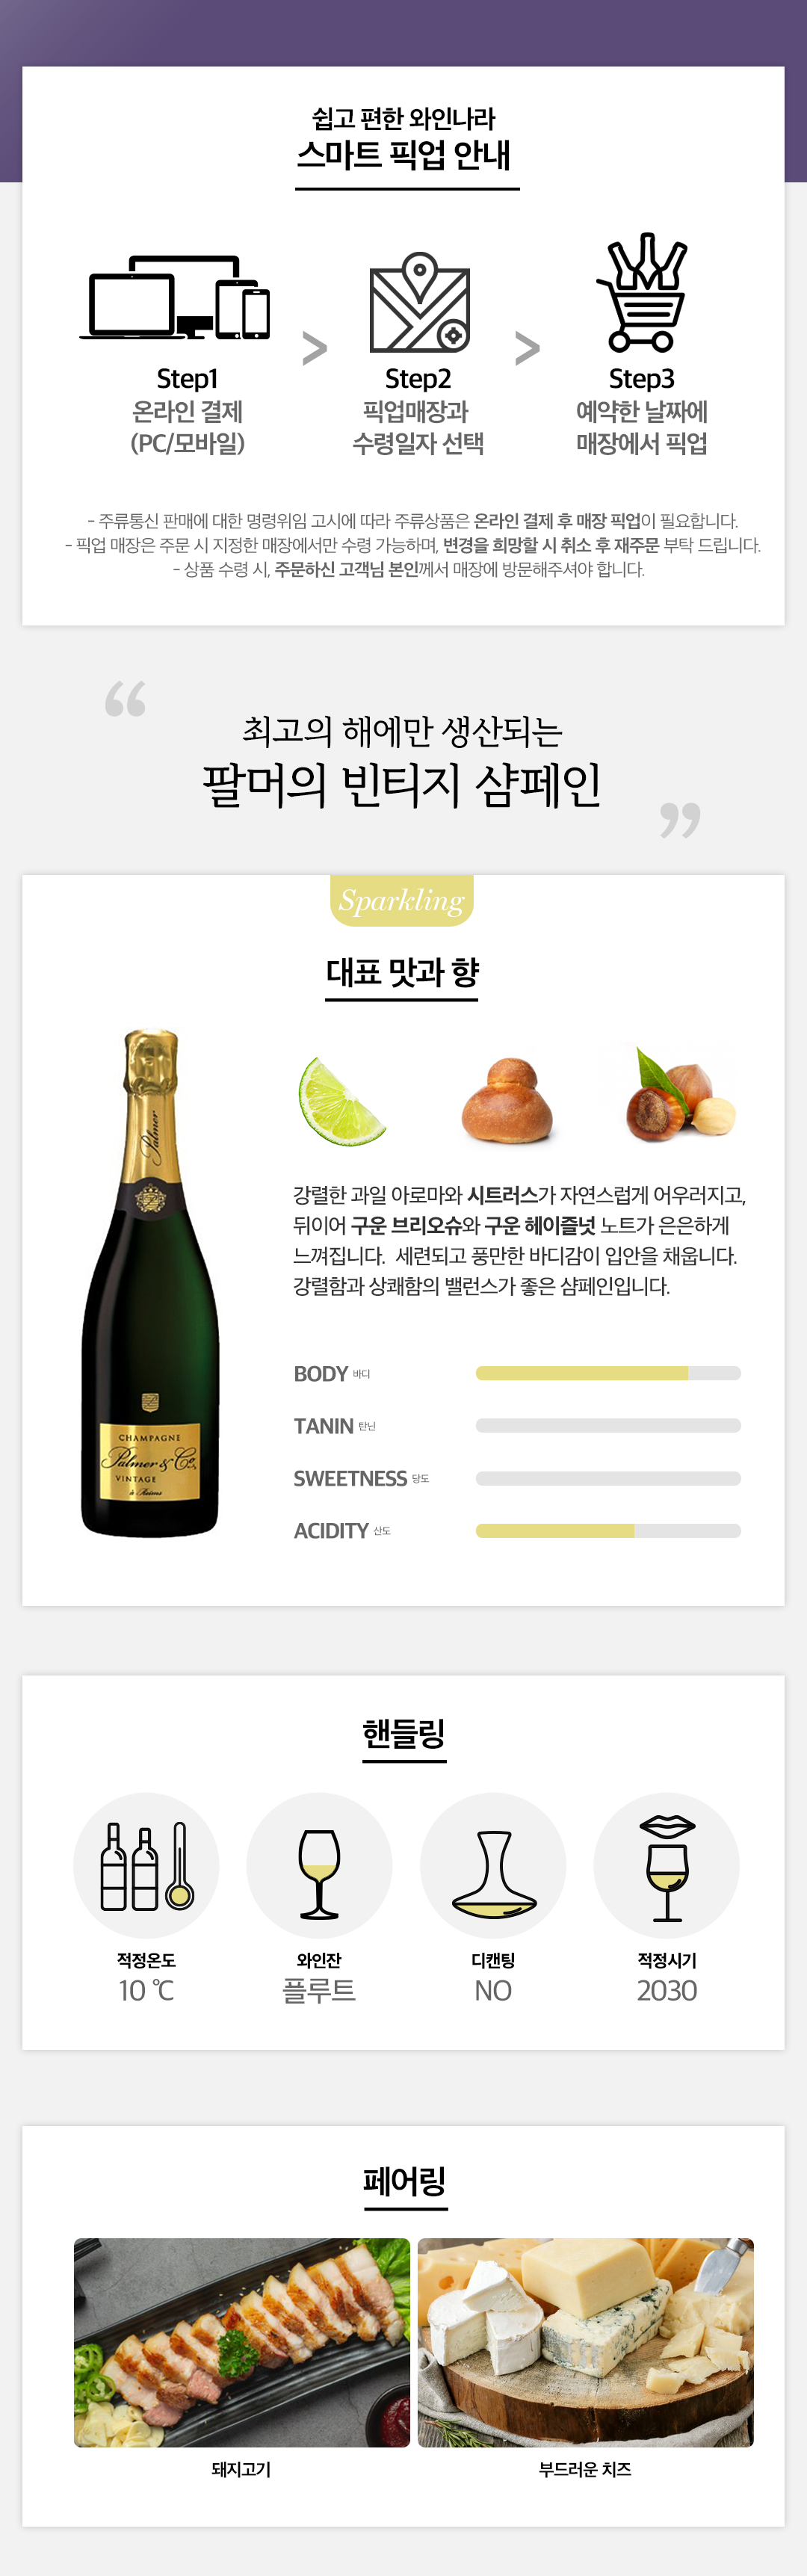 쉽고 편한 와인나라
스마트 픽업 안내
Step1
온라인 결제
(PC/모바일)
>
Step2
픽업매장과
수령일자 선택
>
Step3
예약한 날짜에
매장에서 픽업
- 주류통신 판매에 대한 명령위임 고시에 따라 주류상품은 온라인 결제 후 매장 픽업이 필요합니다.
- 픽업 매장은 주문 시 지정한 매장에서만 수령 가능하며, 변경을 희망할 시 취소 후 재주문 부탁 드립니다.
- 상품 수령 시, 주문하신 고객님 본인께서 매장에 방문해주셔야 합니다.
“
최고의 해에만 생산되는
팔머의 빈티지 샴페인
”
Sparkling
대표 맛과 향
Palmer
CHAMPAGNE
Palmer & Co.
VINTAGE
à Reims
강렬한 과일 아로마와 시트러스가 자연스럽게 어우러지고,
뒤이어 구운 브리오슈와 구운 헤이즐넛 노트가 은은하게
느껴집니다. 세련되고 풍만한 바디감이 입안을 채웁니다.
강렬함과 상쾌함의 밸런스가 좋은 샴페인입니다.
BODY 바디
TANIN 탄닌
SWEETNESS 당도
ACIDITY 산도
핸들링
적정온도
10 ℃
와인잔
플루트
디캔팅
NO
적정시기
2030
페어링
돼지고기
부드러운 치즈